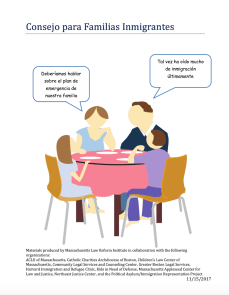 Consejo para Familias Inmigrantes
Tal vez ha oído mucho
de inmigración
últimamente.
Deberíamos hablar
sobre el plan de
emergencia de
nuestra familia
Materials produced by Massachusetts Law Reform Institute in collaboration with the following
organizations:
ACLU of Massachusetts, Catholic Charities Archdiocese of Boston, Children's Law Center of
Massachusetts, Community Legal Services and Counseling Center, Greater Boston Legal Services,
Harvard Immigration and Refugee Clinic, Kids in Need of Defense, Massachusetts Appleseed Center for
Law and Justice, Northeast Justice Center, and the Political Asylum/Immigration Representation Project
11/15/2017